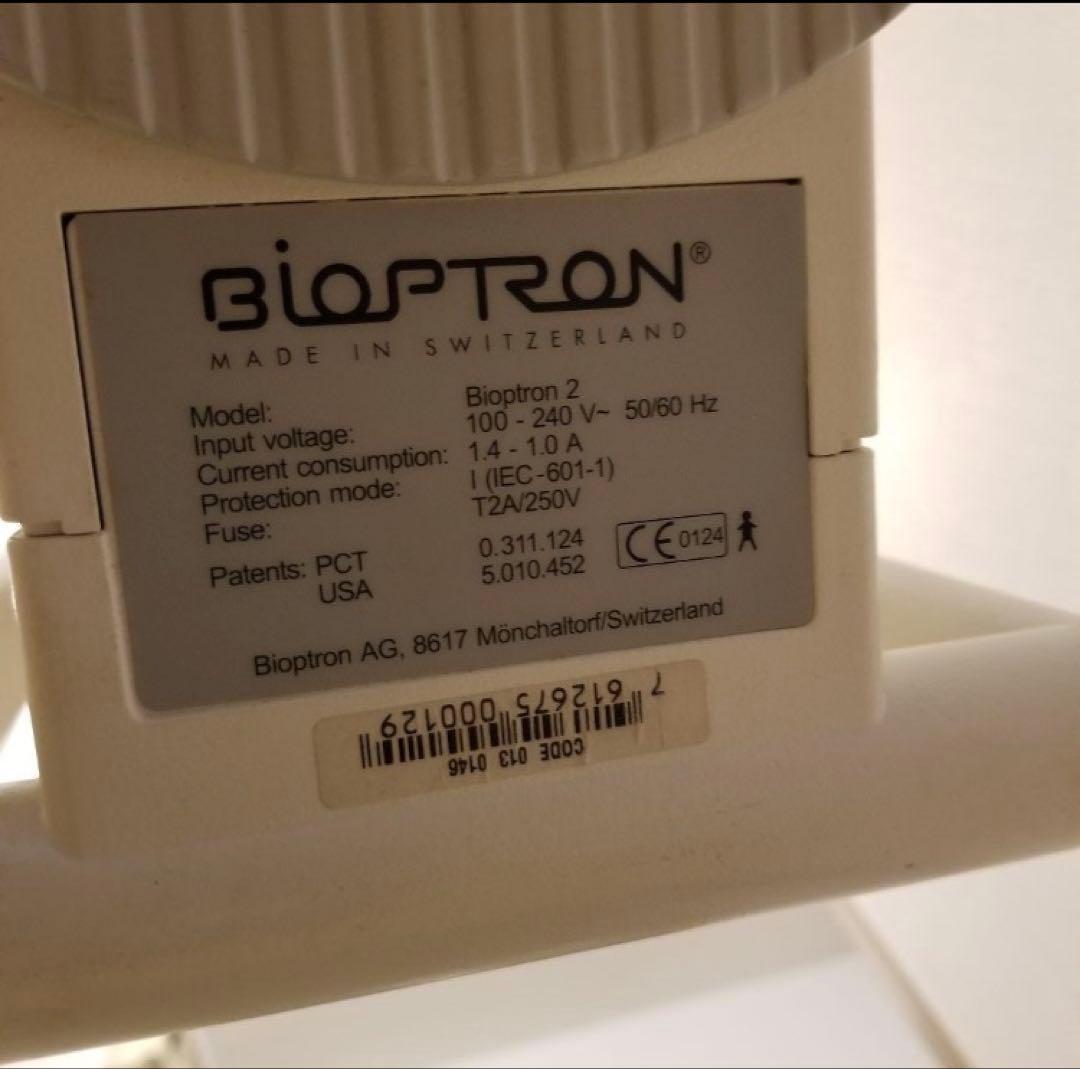 BIOPTRON®
MADE IN SWITZERLAND
Model: Bioptron 2
Input voltage: 100 - 240 V~ 50/60 Hz
Current consumption: 1.4 - 1.0 A
Protection mode: I (IEC-601-1)
Fuse: T2A/250V
Patents: PCT 0.311.124
USA 5.010.452
CE 0124
Bioptron AG, 8617 Mönchaltorf/Switzerland
CODE 013 0146
7 612675 000129